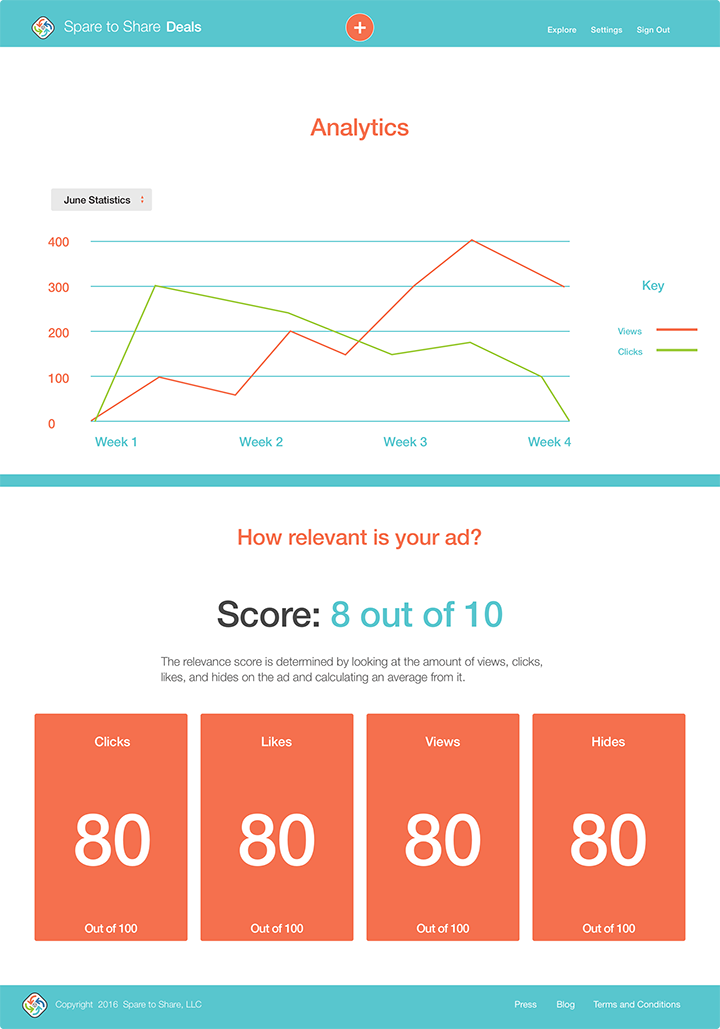 Spare to Share Deals
+
Explore Settings Sign Out
Analytics
June Statistics
400
300
200
100
0
Week 1 Week 2 Week 3 Week 4
Key
Views
Clicks
How relevant is your ad?
Score: 8 out of 10
The relevance score is determined by looking at the amount of views, clicks,
likes, and hides on the ad and calculating an average from it.
Clicks
80
Out of 100
Likes
80
Out of 100
Views
80
Out of 100
Hides
80
Out of 100
Copyright 2016 Spare to Share, LLC
Press Blog Terms and Conditions